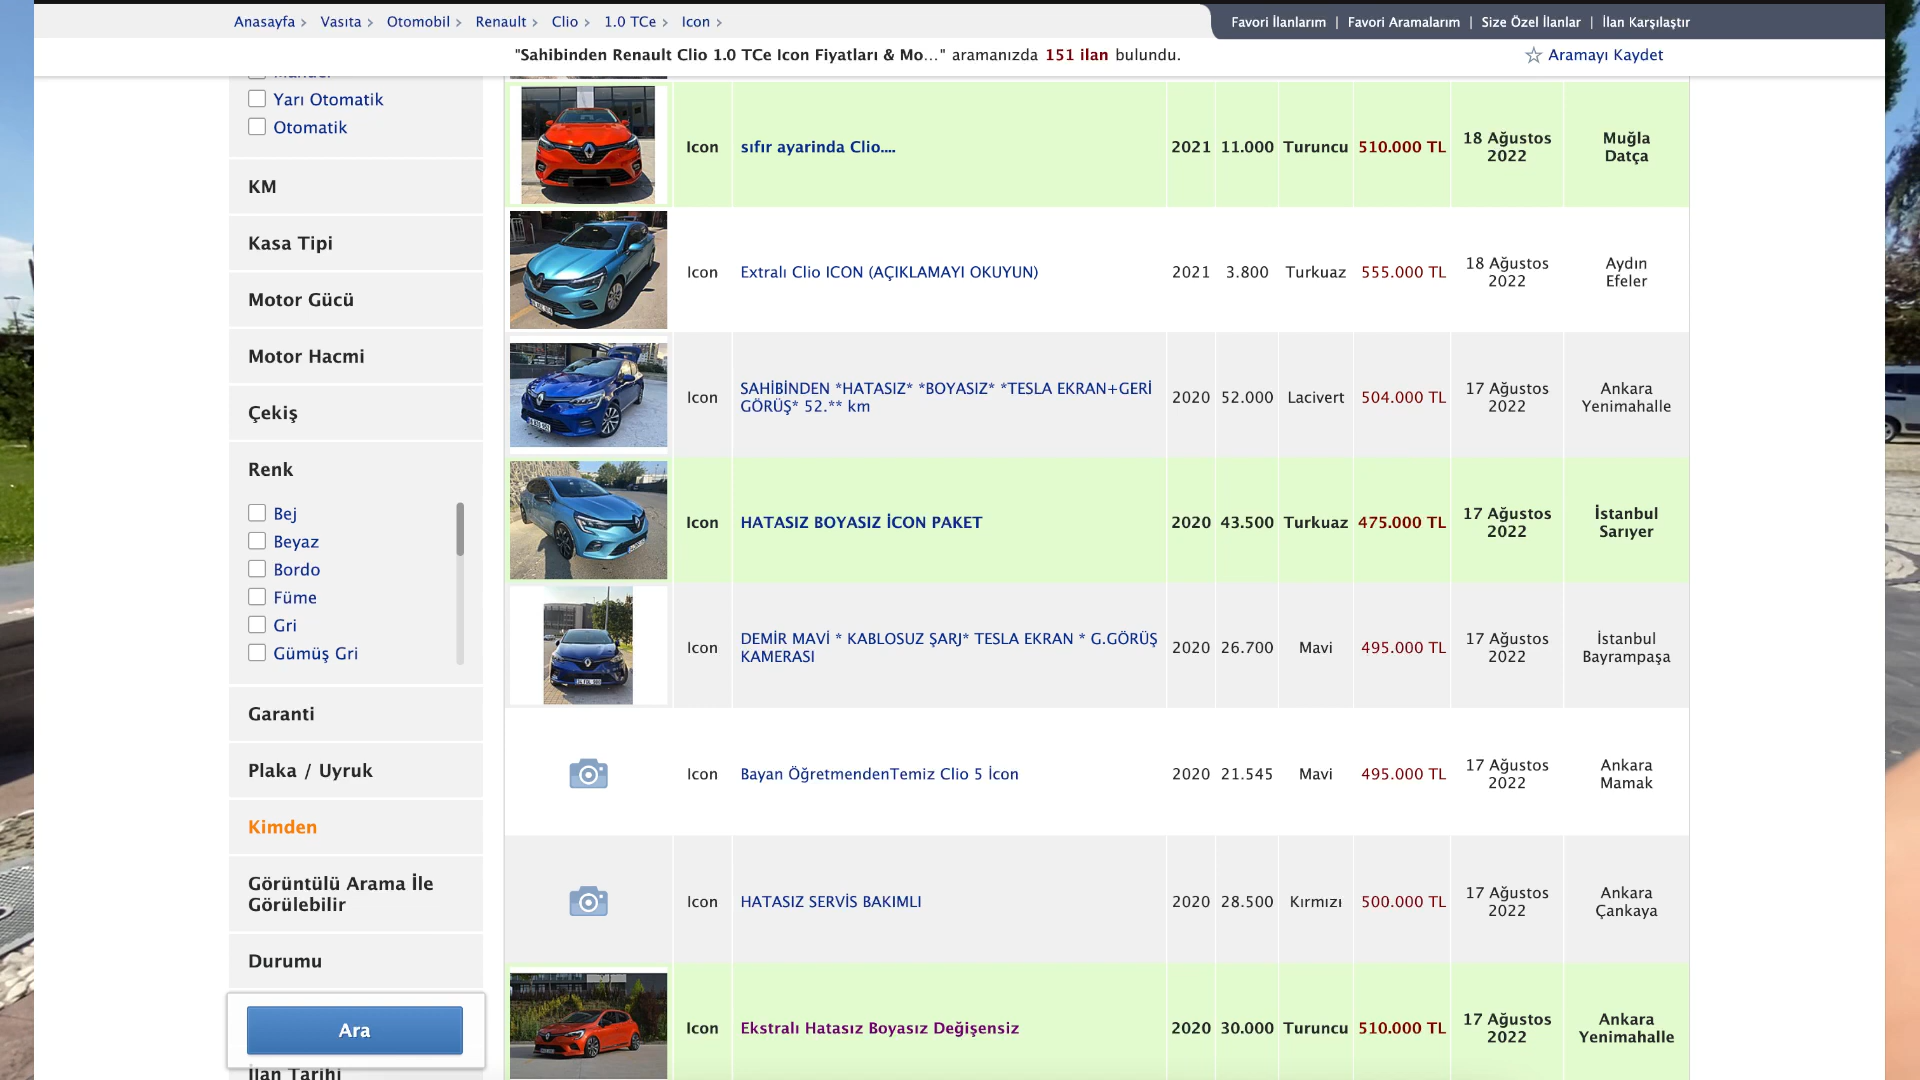 Anasayfa > Vasıta > Otomobil > Renault > Clio > 1.0 TCe > Icon >
Favori İlanlarım | Favori Aramalarım | Size Özel İlanlar | İlan Karşılaştır
"Sahibinden Renault Clio 1.0 TCe Icon Fiyatları & Mo..." aramanızda 151 ilan bulundu.
Aramayı Kaydet
Yarı Otomatik
Otomatik
KM
Kasa Tipi
Motor Gücü
Motor Hacmi
Çekiş
Renk
Bej
Beyaz
Bordo
Füme
Gri
Gümüş Gri
Garanti
Plaka / Uyruk
Kimden
Görüntülü Arama İle
Görülebilir
Durumu
Ara
İlan Tarihi
Icon sıfır ayarinda Clio.... 2021 11.000 Turuncu 510.000 TL 18 Ağustos 2022 Muğla Datça
Icon Extralı Clio ICON (AÇIKLAMAYI OKUYUN) 2021 3.800 Turkuaz 555.000 TL 18 Ağustos 2022 Aydın Efeler
Icon SAHİBİNDEN *HATASIZ* *BOYASIZ* *TESLA EKRAN+GERİ GÖRÜŞ* 52.** km 2020 52.000 Lacivert 504.000 TL 17 Ağustos 2022 Ankara Yenimahalle
Icon HATASIZ BOYASIZ İCON PAKET 2020 43.500 Turkuaz 475.000 TL 17 Ağustos 2022 İstanbul Sarıyer
Icon DEMİR MAVİ * KABLOSUZ ŞARJ* TESLA EKRAN * G.GÖRÜŞ KAMERASI 2020 26.700 Mavi 495.000 TL 17 Ağustos 2022 İstanbul Bayrampaşa
Icon Bayan ÖğretmendenTemiz Clio 5 İcon 2020 21.545 Mavi 495.000 TL 17 Ağustos 2022 Ankara Mamak
Icon HATASIZ SERVİS BAKIMLI 2020 28.500 Kırmızı 500.000 TL 17 Ağustos 2022 Ankara Çankaya
Icon Ekstralı Hatasız Boyasız Değişensiz 2020 30.000 Turuncu 510.000 TL 17 Ağustos 2022 Ankara Yenimahalle